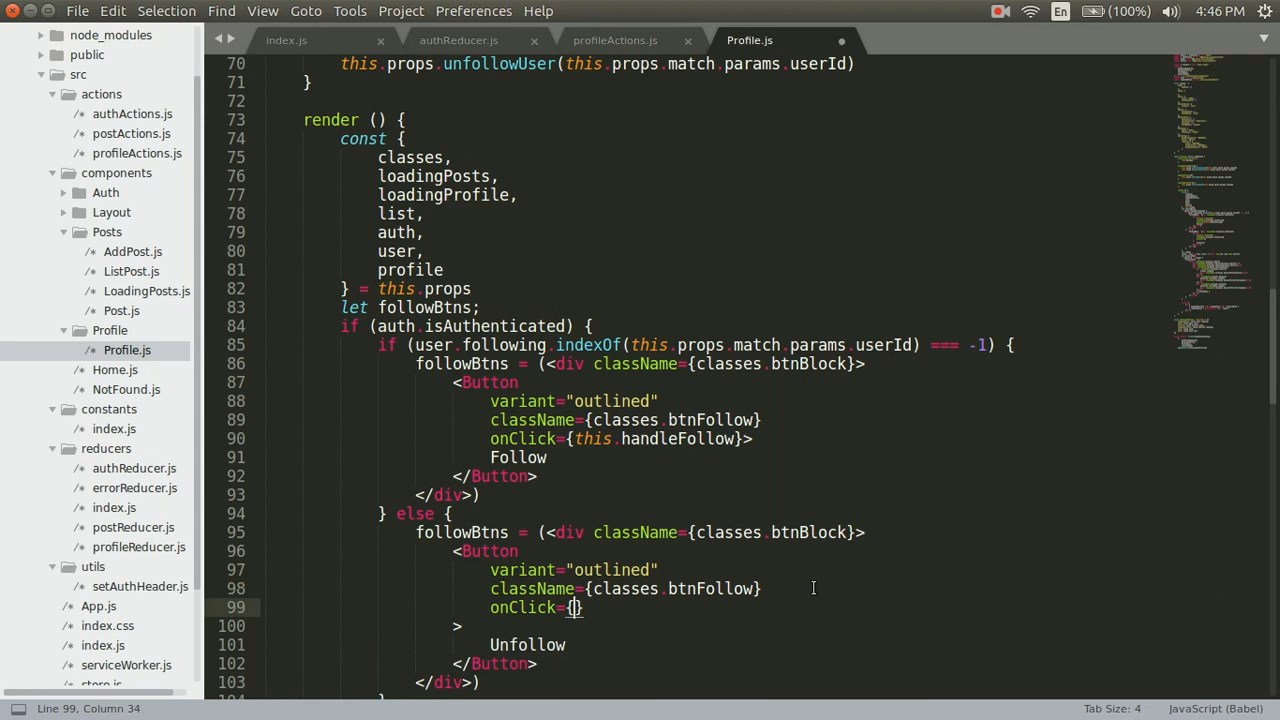 File Edit Selection Find View Goto Tools Project Preferences Help
En (100%) 4:46 PM
node_modules
public
src
actions
/* authActions.js
/* postActions.js
/* profileActions.js
components
Auth
Layout
Posts
/* AddPost.js
/* ListPost.js
/* LoadingPosts.js
/* Post.js
Profile
/* Profile.js
/* Home.js
/* NotFound.js
constants
/* index.js
reducers
/* authReducer.js
/* errorReducer.js
/* index.js
/* postReducer.js
/* profileReducer.js
utils
/* setAuthHeader.js
/* App.js
/* index.css
/* index.js
/* serviceWorker.js
/* store.js
index.js × authReducer.js × profileActions.js × Profile.js
70 this.props.unfollowUser(this.props.match.params.userId)
71 }
72
73 render () {
74 const {
75 classes,
76 loadingPosts,
77 loadingProfile,
78 list,
79 auth,
80 user,
81 profile
82 } = this.props
83 let followBtns;
84 if (auth.isAuthenticated) {
85 if (user.following.indexOf(this.props.match.params.userId) === -1) {
86 followBtns = (<div className={classes.btnBlock}>
87 <Button
88 variant="outlined"
89 className={classes.btnFollow}
90 onClick={this.handleFollow}>
91 Follow
92 </Button>
93 </div>)
94 } else {
95 followBtns = (<div className={classes.btnBlock}>
96 <Button
97 variant="outlined"
98 className={classes.btnFollow}
99 onClick={}
100 >
101 Unfollow
102 </Button>
103 </div>)
104 }
Line 99, Column 34 Tab Size: 4 JavaScript (Babel)